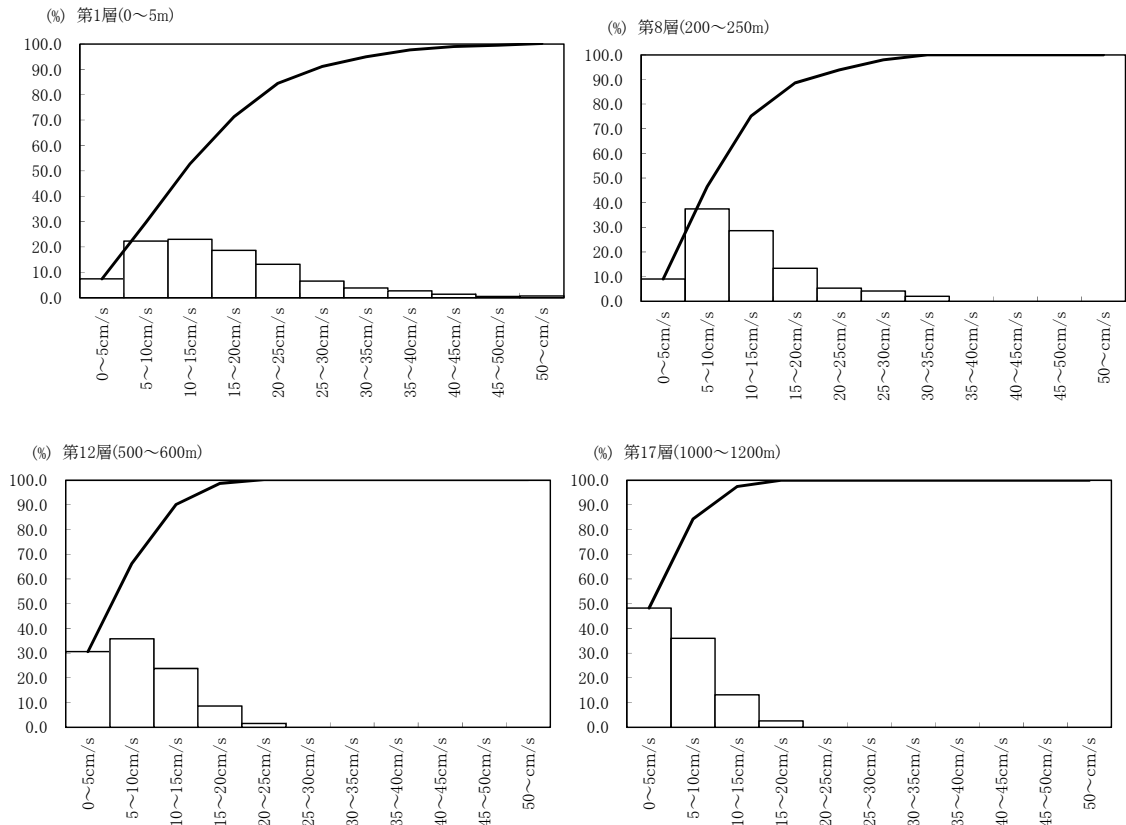 (%) 第1層(0～5m)
100.0
90.0
80.0
70.0
60.0
50.0
40.0
30.0
20.0
10.0
0.0
0～5cm/s
5～10cm/s
10～15cm/s
15～20cm/s
20～25cm/s
25～30cm/s
30～35cm/s
35～40cm/s
40～45cm/s
45～50cm/s
50～cm/s
(%) 第8層(200～250m)
100.0
90.0
80.0
70.0
60.0
50.0
40.0
30.0
20.0
10.0
0.0
0～5cm/s
5～10cm/s
10～15cm/s
15～20cm/s
20～25cm/s
25～30cm/s
30～35cm/s
35～40cm/s
40～45cm/s
45～50cm/s
50～cm/s
(%) 第12層(500～600m)
100.0
90.0
80.0
70.0
60.0
50.0
40.0
30.0
20.0
10.0
0.0
0～5cm/s
5～10cm/s
10～15cm/s
15～20cm/s
20～25cm/s
25～30cm/s
30～35cm/s
35～40cm/s
40～45cm/s
45～50cm/s
50～cm/s
(%) 第17層(1000～1200m)
100.0
90.0
80.0
70.0
60.0
50.0
40.0
30.0
20.0
10.0
0.0
0～5cm/s
5～10cm/s
10～15cm/s
15～20cm/s
20～25cm/s
25～30cm/s
30～35cm/s
35～40cm/s
40～45cm/s
45～50cm/s
50～cm/s